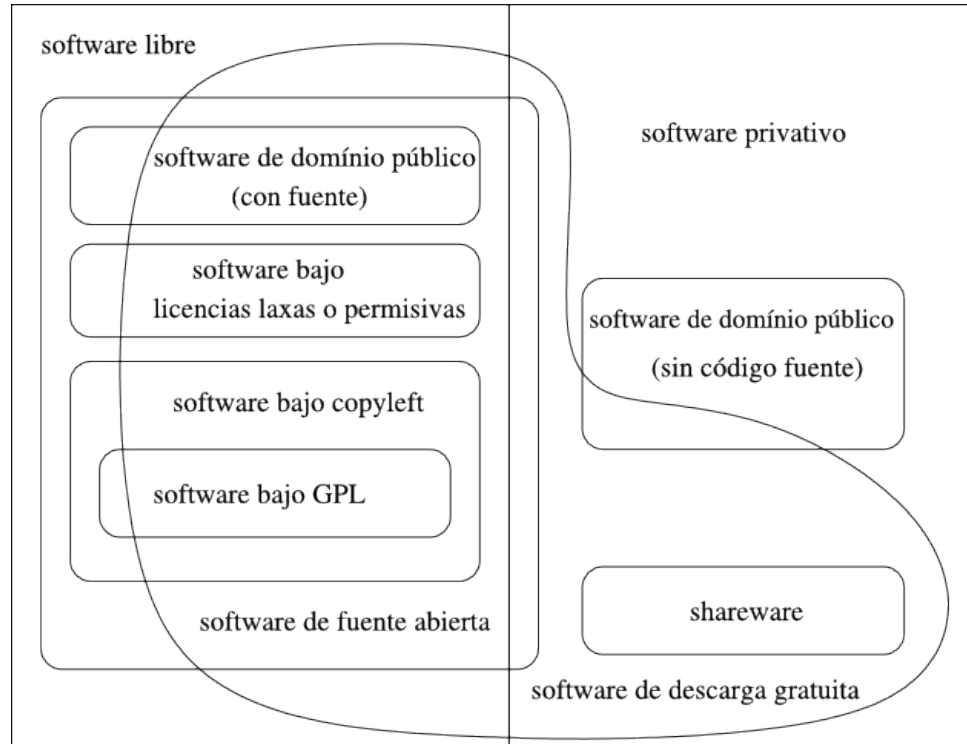 software libre
software de domínio público
(con fuente)
software bajo
licencias laxas o permisivas
software bajo copyleft
software bajo GPL
software de fuente abierta
software privativo
software de domínio público
(sin código fuente)
shareware
software de descarga gratuita